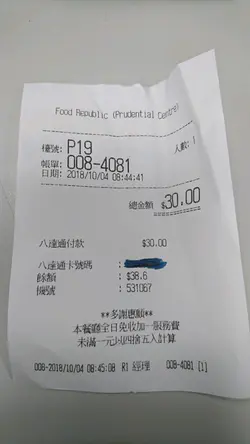 Food Republic (Prudential Centre)
檯號: P19
人數: 1
帳單: 008-4081
日期: 2018/10/04 08:44:41
總金額 $30.00
八達通付款 $30.00
八達通卡號碼 :
餘額 : $38.6
機號 : 531067
**多謝惠顧**
本餐廳全日免收加一服務費
未滿一元以四捨五入計算
008-2018/10/04 08:45:08 R1 經理 008-4081 [1]